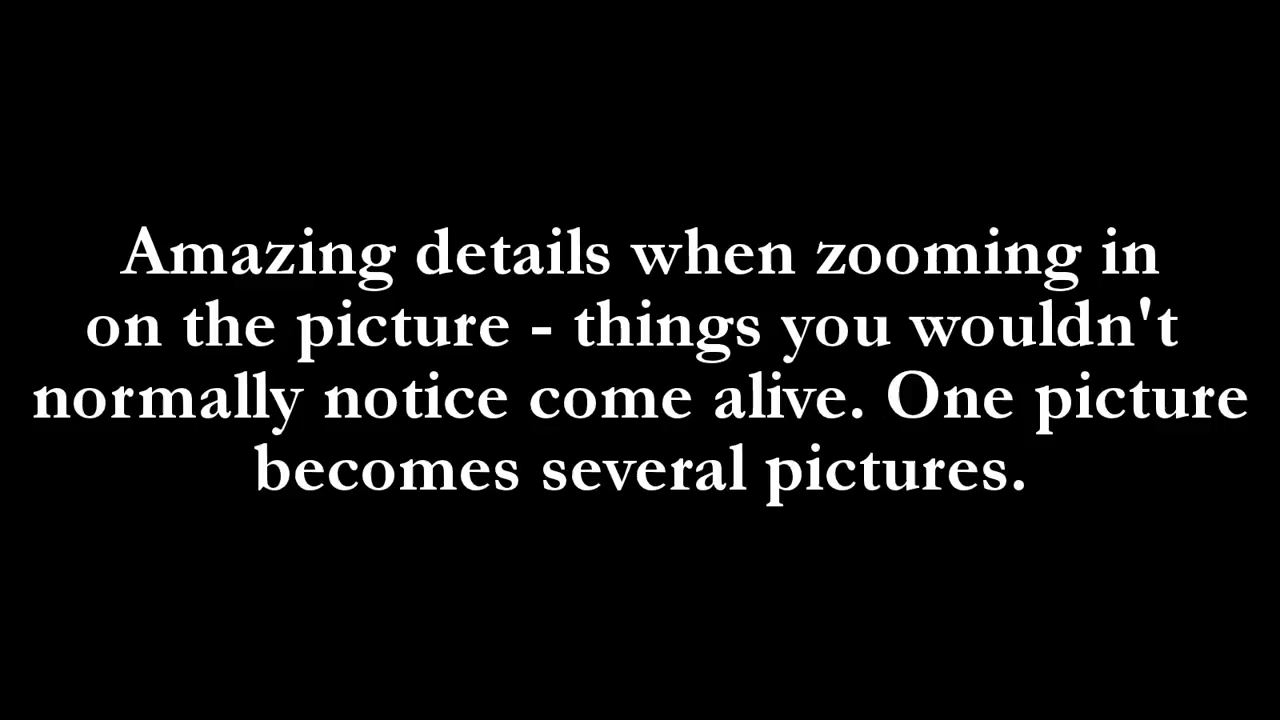 Amazing details when zooming in
on the picture - things you wouldn't
normally notice come alive. One picture
becomes several pictures.